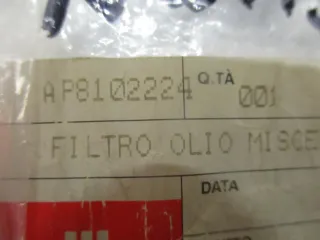 AP8102224 Q.TÀ 001
FILTRO OLIO MISCE
DATA